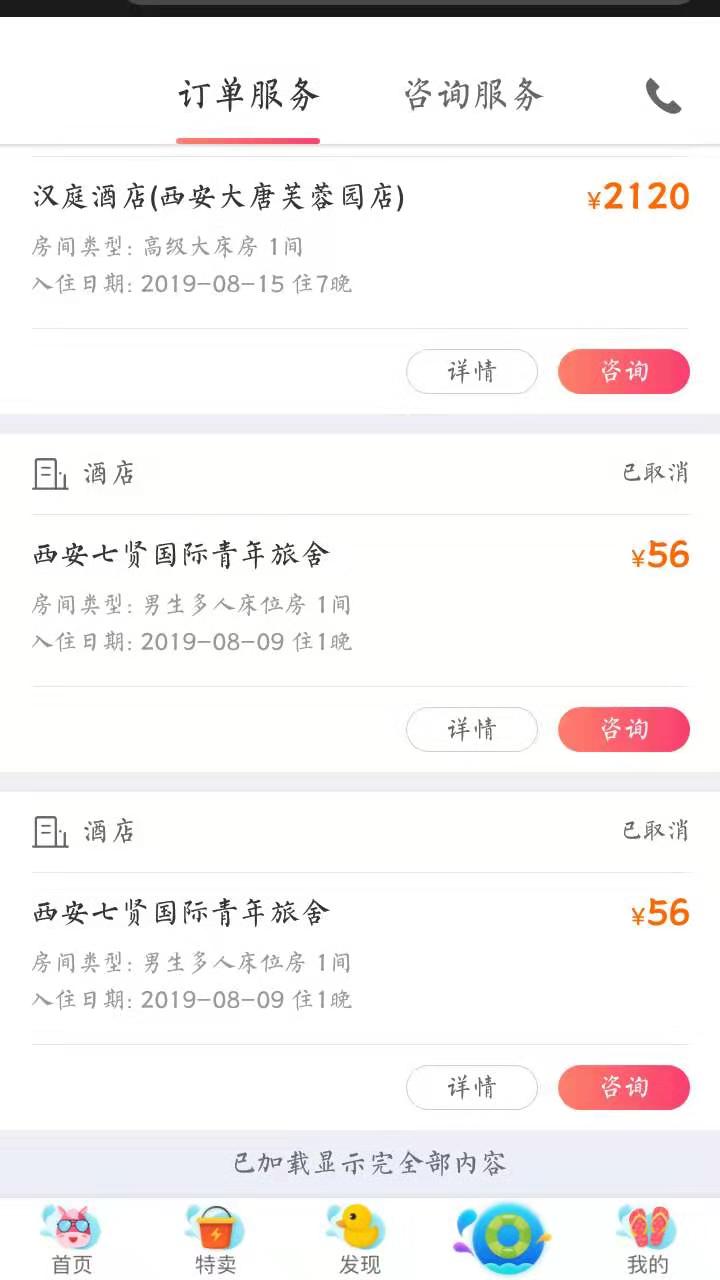 订单服务
咨询服务
汉庭酒店(西安大唐芙蓉园店)
¥2120
房间类型: 高级大床房 1间
入住日期: 2019-08-15 住7晚
详情
咨询
酒店
已取消
西安七贤国际青年旅舍
¥56
房间类型: 男生多人床位房 1间
入住日期: 2019-08-09 住1晚
详情
咨询
酒店
已取消
西安七贤国际青年旅舍
¥56
房间类型: 男生多人床位房 1间
入住日期: 2019-08-09 住1晚
详情
咨询
已加载显示完全部内容
首页
特卖
发现
我的